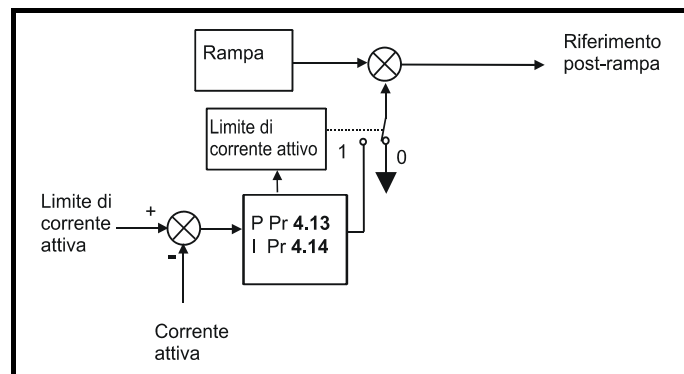 Rampa
Riferimento
post-rampa
Limite di
corrente attivo
1
0
Limite di
corrente
attiva
+
-
P Pr 4.13
I Pr 4.14
Corrente
attiva